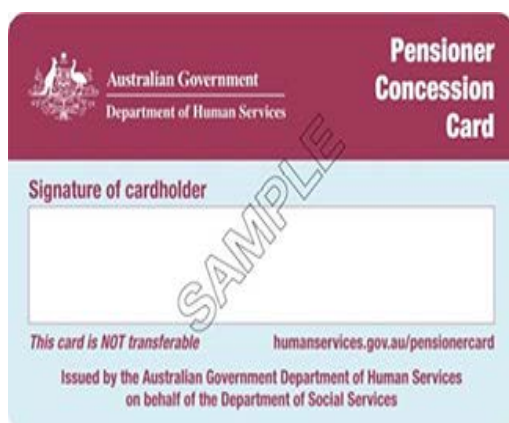 Australian Government
Department of Human Services
Pensioner
Concession
Card
Signature of cardholder
SAMPLE
This card is NOT transferable
humanservices.gov.au/pensionercard
Issued by the Australian Government Department of Human Services
on behalf of the Department of Social Services